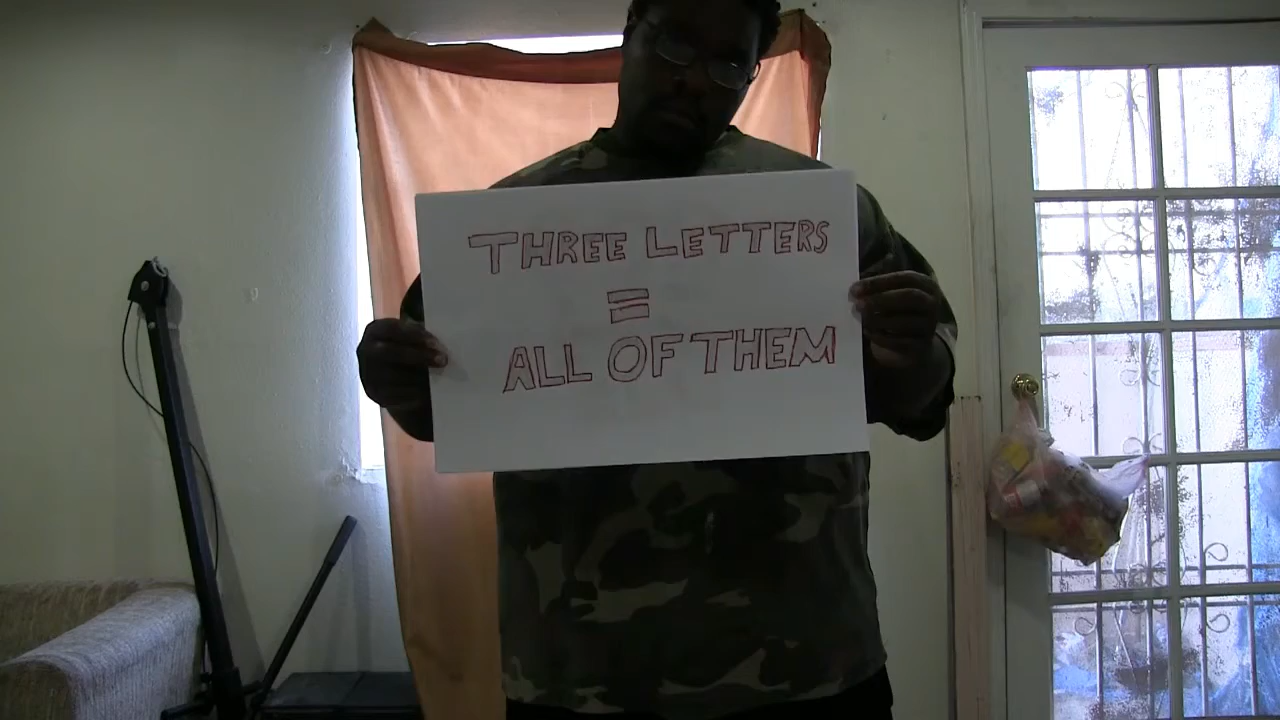 THREE LETTERS
=
ALL OF THEM